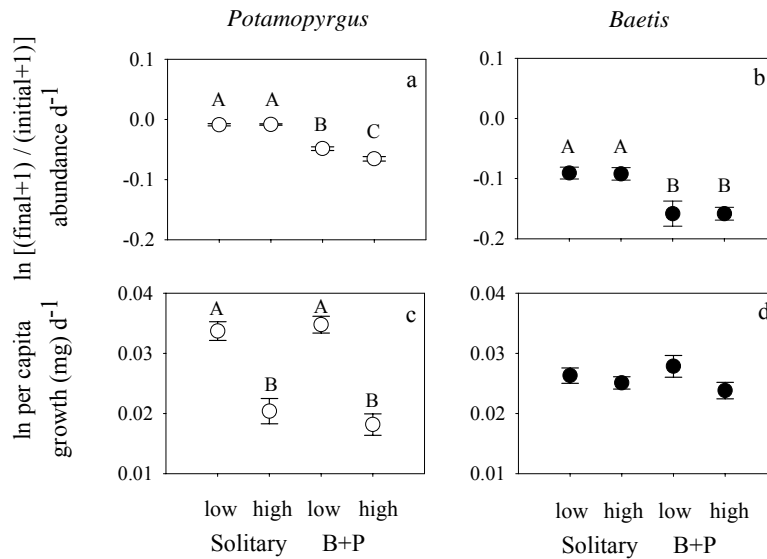 Potamopyrgus
Baetis
ln [(final+1) / (initial+1)]
abundance d-1
0.1
0.0
-0.1
-0.2
a
A A B C
0.1
0.0
-0.1
-0.2
b
A A B B
ln per capita
growth (mg) d-1
0.04
0.03
0.02
0.01
c
A B A B
0.04
0.03
0.02
0.01
d
low high low high
Solitary B+P
low high low high
Solitary B+P